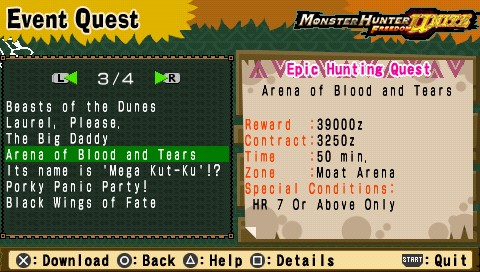 Event Quest
MONSTER HUNTER
FREEDOM UNITE
L 3/4 R
Beasts of the Dunes
Laurel, Please.
The Big Daddy
Arena of Blood and Tears
Its name is 'Mega Kut-Ku'!?
Porky Panic Party!
Black Wings of Fate
Epic Hunting Quest
Arena of Blood and Tears
Reward :39000z
Contract:3250z
Time :50 min.
Zone :Moat Arena
Special Conditions:
HR 7 Or Above Only
: Download : Back : Help : Details START: Quit